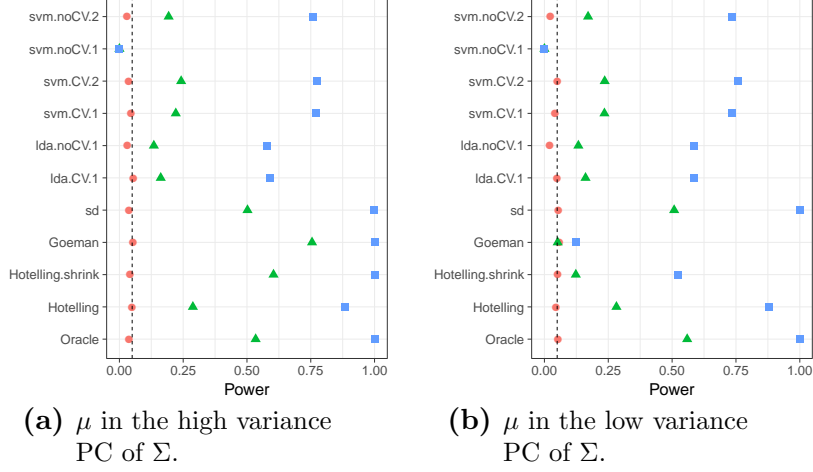 svm.noCV.2
svm.noCV.1
svm.CV.2
svm.CV.1
lda.noCV.1
lda.CV.1
sd
Goeman
Hotelling.shrink
Hotelling
Oracle
0.00 0.25 0.50 0.75 1.00
Power
(a) μ in the high variance
PC of Σ.
svm.noCV.2
svm.noCV.1
svm.CV.2
svm.CV.1
lda.noCV.1
lda.CV.1
sd
Goeman
Hotelling.shrink
Hotelling
Oracle
0.00 0.25 0.50 0.75 1.00
Power
(b) μ in the low variance
PC of Σ.